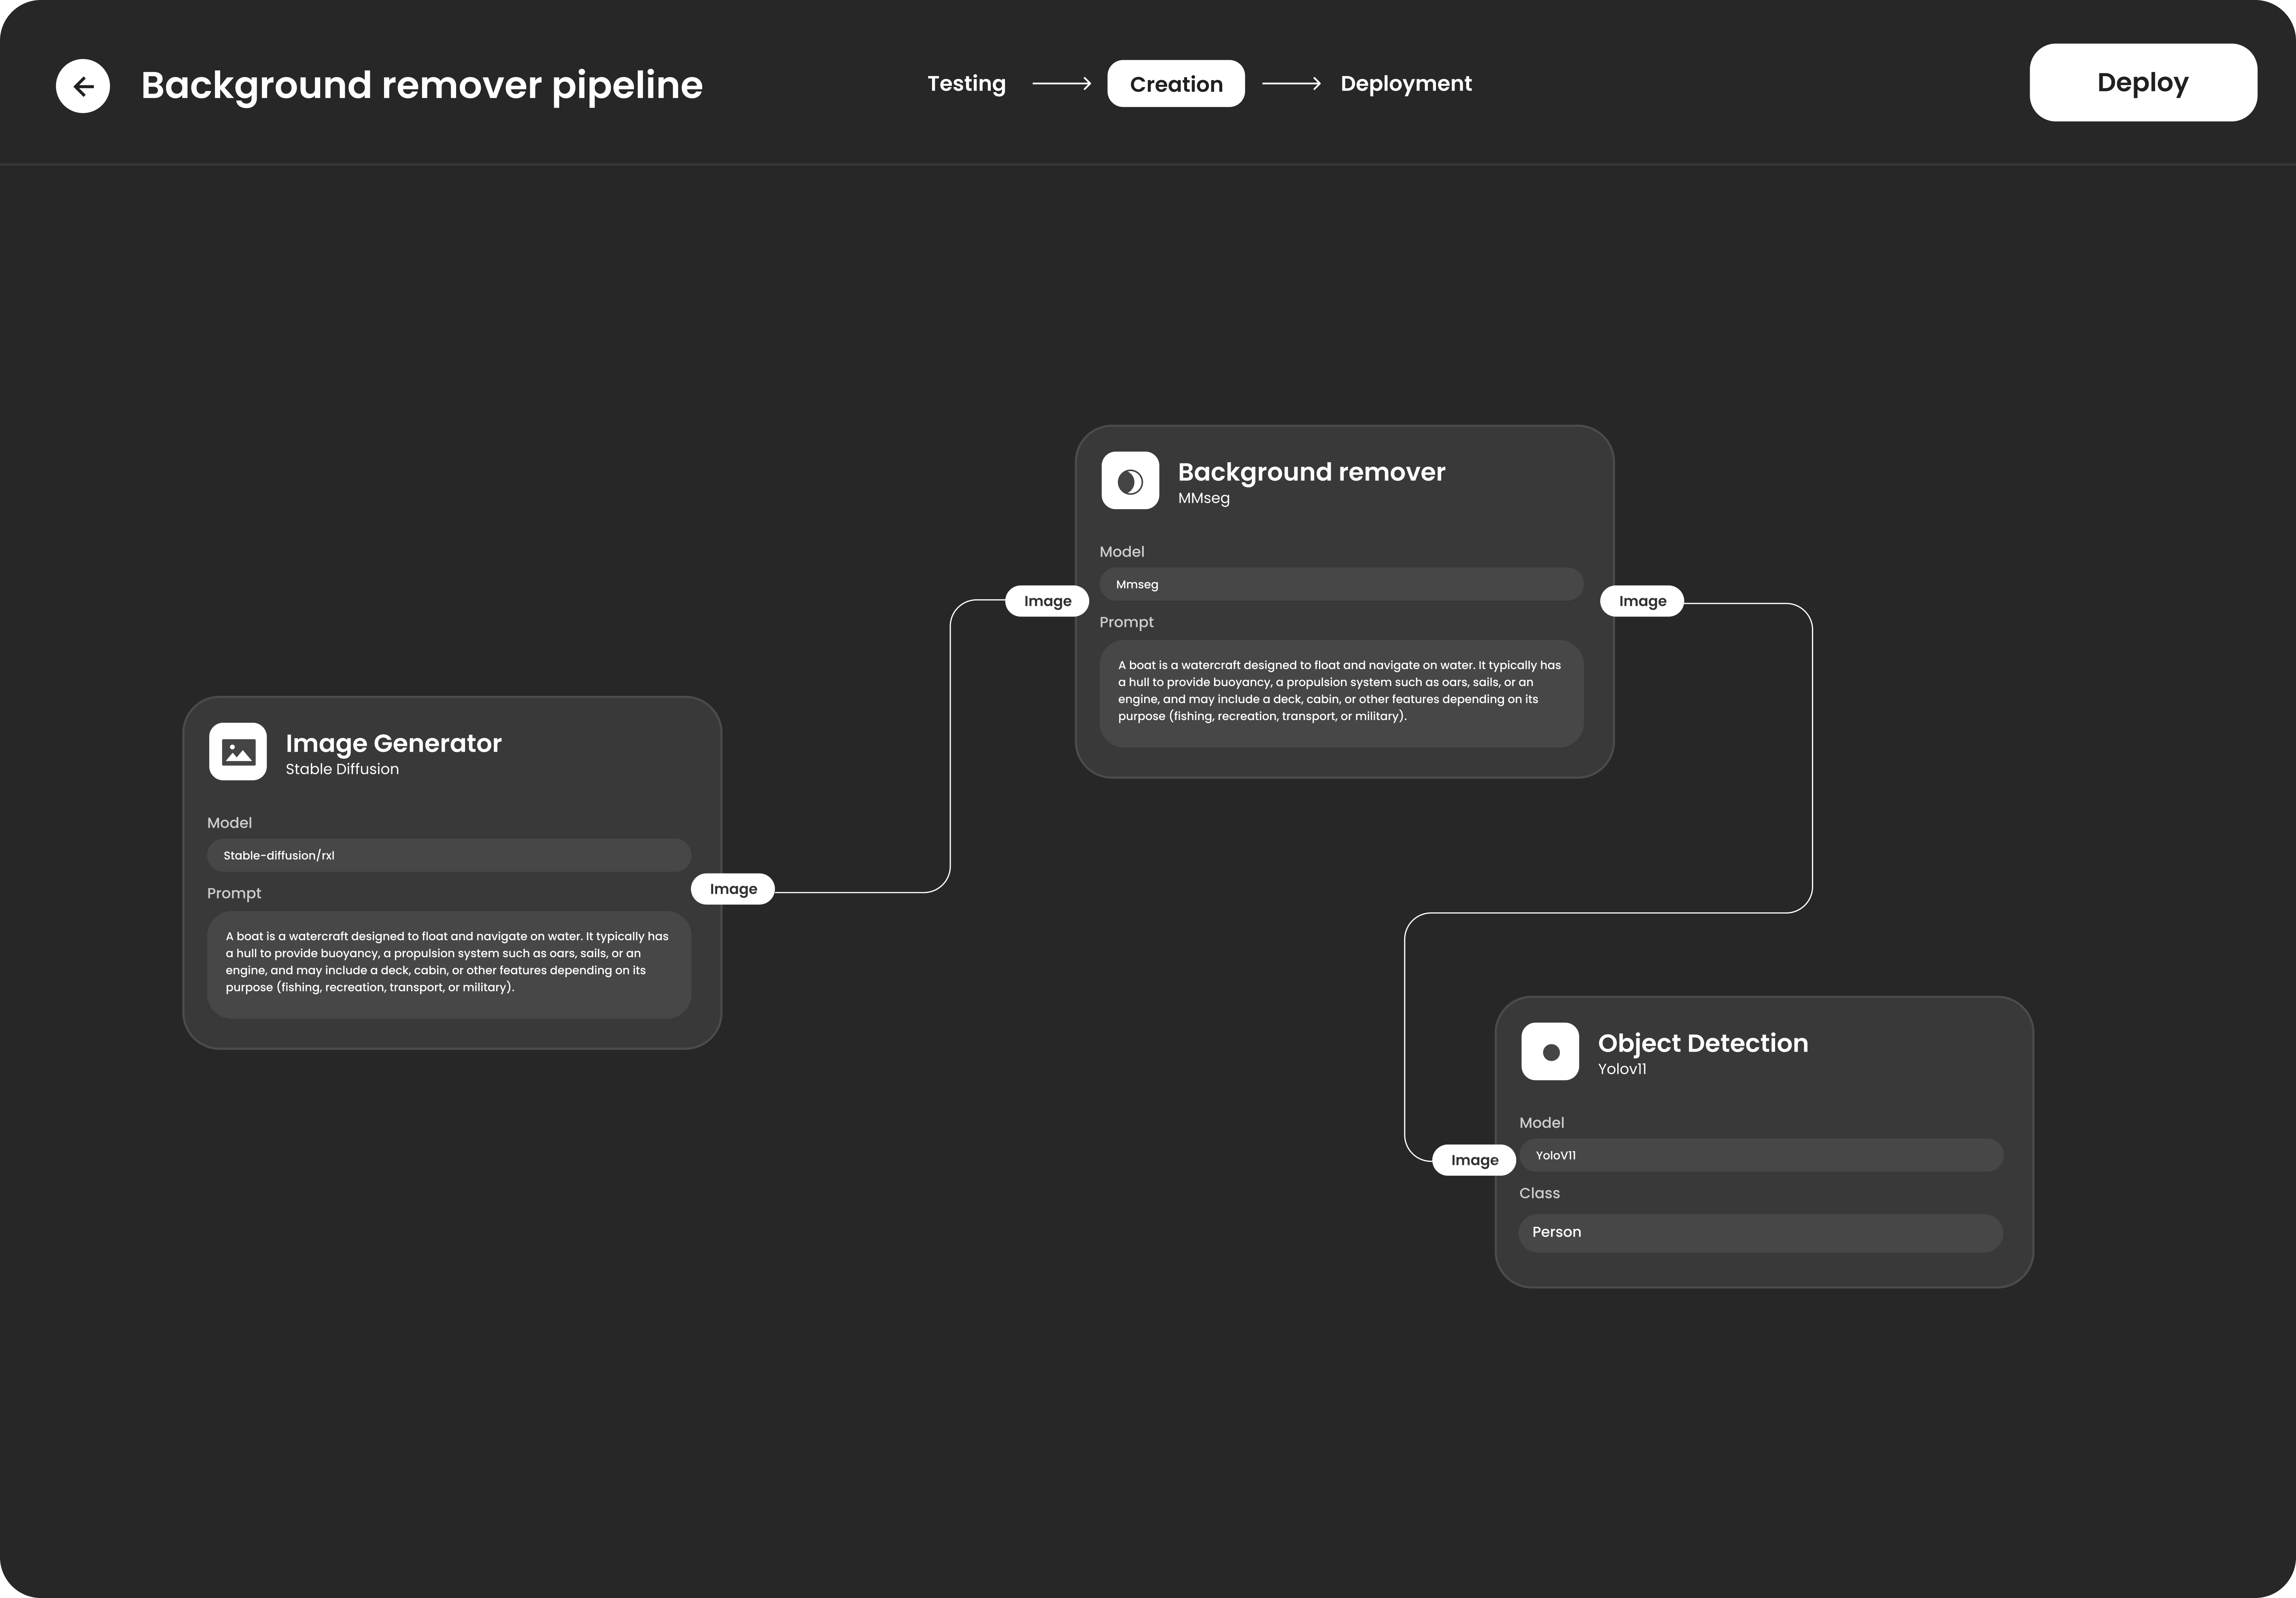 Background remover pipeline
Testing
Creation
Deployment
Deploy
Background remover
MMseg
Model
Mmseg
Image
Image
Prompt
A boat is a watercraft designed to float and navigate on water. It typically has
a hull to provide buoyancy, a propulsion system such as oars, sails, or an
engine, and may include a deck, cabin, or other features depending on its
purpose (fishing, recreation, transport, or military).
Image Generator
Stable Diffusion
Model
Stable-diffusion/rxl
Image
Prompt
A boat is a watercraft designed to float and navigate on water. It typically has
a hull to provide buoyancy, a propulsion system such as oars, sails, or an
engine, and may include a deck, cabin, or other features depending on its
purpose (fishing, recreation, transport, or military).
Object Detection
Yolov11
Model
YoloV11
Image
Class
Person